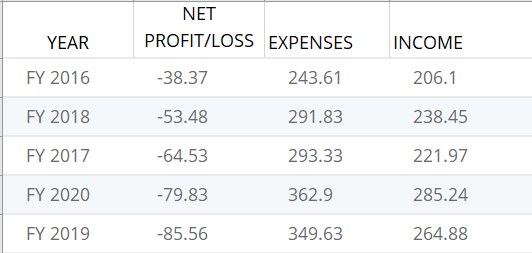 YEAR NET PROFIT/LOSS EXPENSES INCOME
FY 2016 -38.37 243.61 206.1
FY 2018 -53.48 291.83 238.45
FY 2017 -64.53 293.33 221.97
FY 2020 -79.83 362.9 285.24
FY 2019 -85.56 349.63 264.88